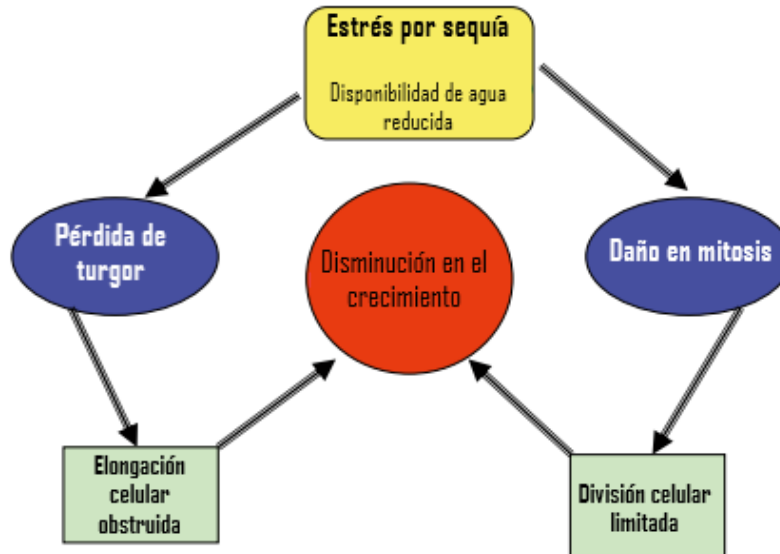 Estrés por sequía
Disponibilidad de agua
reducida
Pérdida de
turgor
Disminución en el
crecimiento
Daño en mitosis
Elongación
celular
obstruida
División celular
limitada